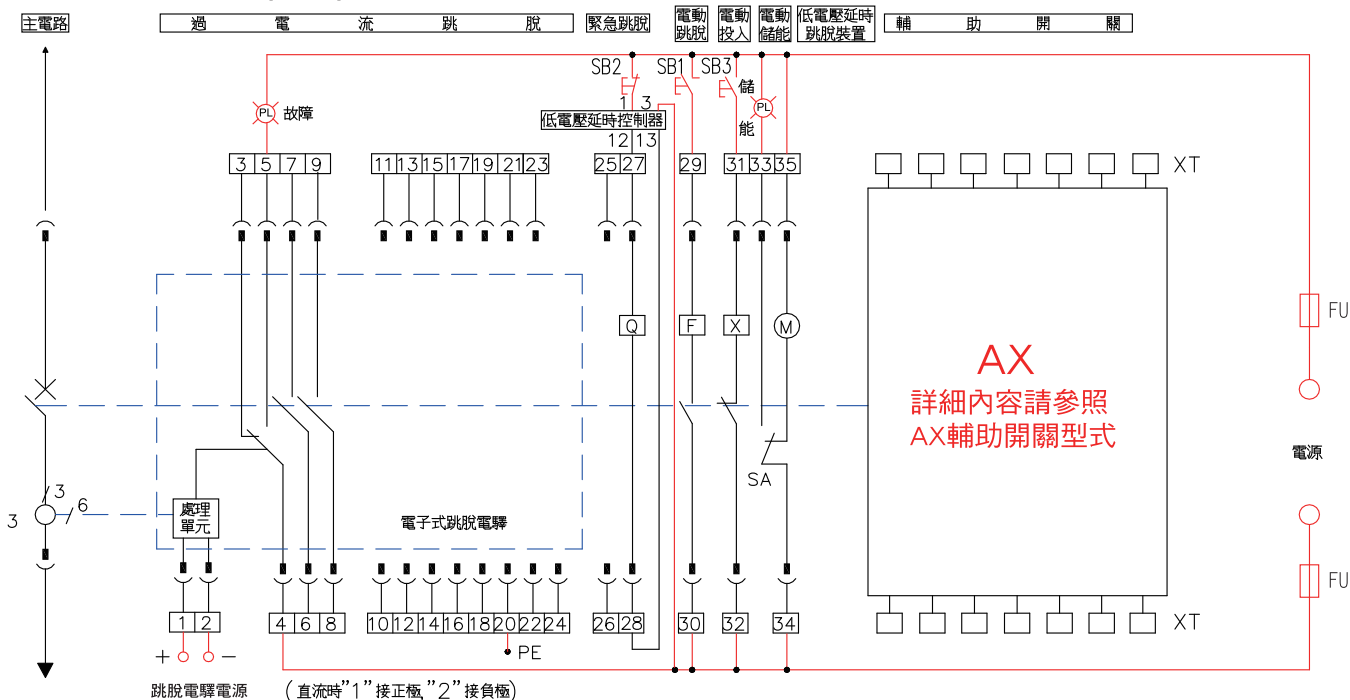 主電路 過電流跳脫 緊急跳脫 電動跳脫 電動投入 電動儲能 低電壓延時跳脫裝置 輔助開關
SB2 SB1 SB3 儲
PL 故障 PL
1 3
低電壓延時控制器 能
12 13
3 5 7 9 11 13 15 17 19 21 23 25 27 29 31 33 35 XT
Q F X M FU
AX
詳細內容請參照
AX輔助開關型式
電源
SA
3 6
3
處理
單元
電子式跳脫電驛
FU
1 2 4 6 8 10 12 14 16 18 20 22 24 26 28 30 32 34 XT
+ − PE
跳脫電驛電源 (直流時"1"接正極,"2"接負極)